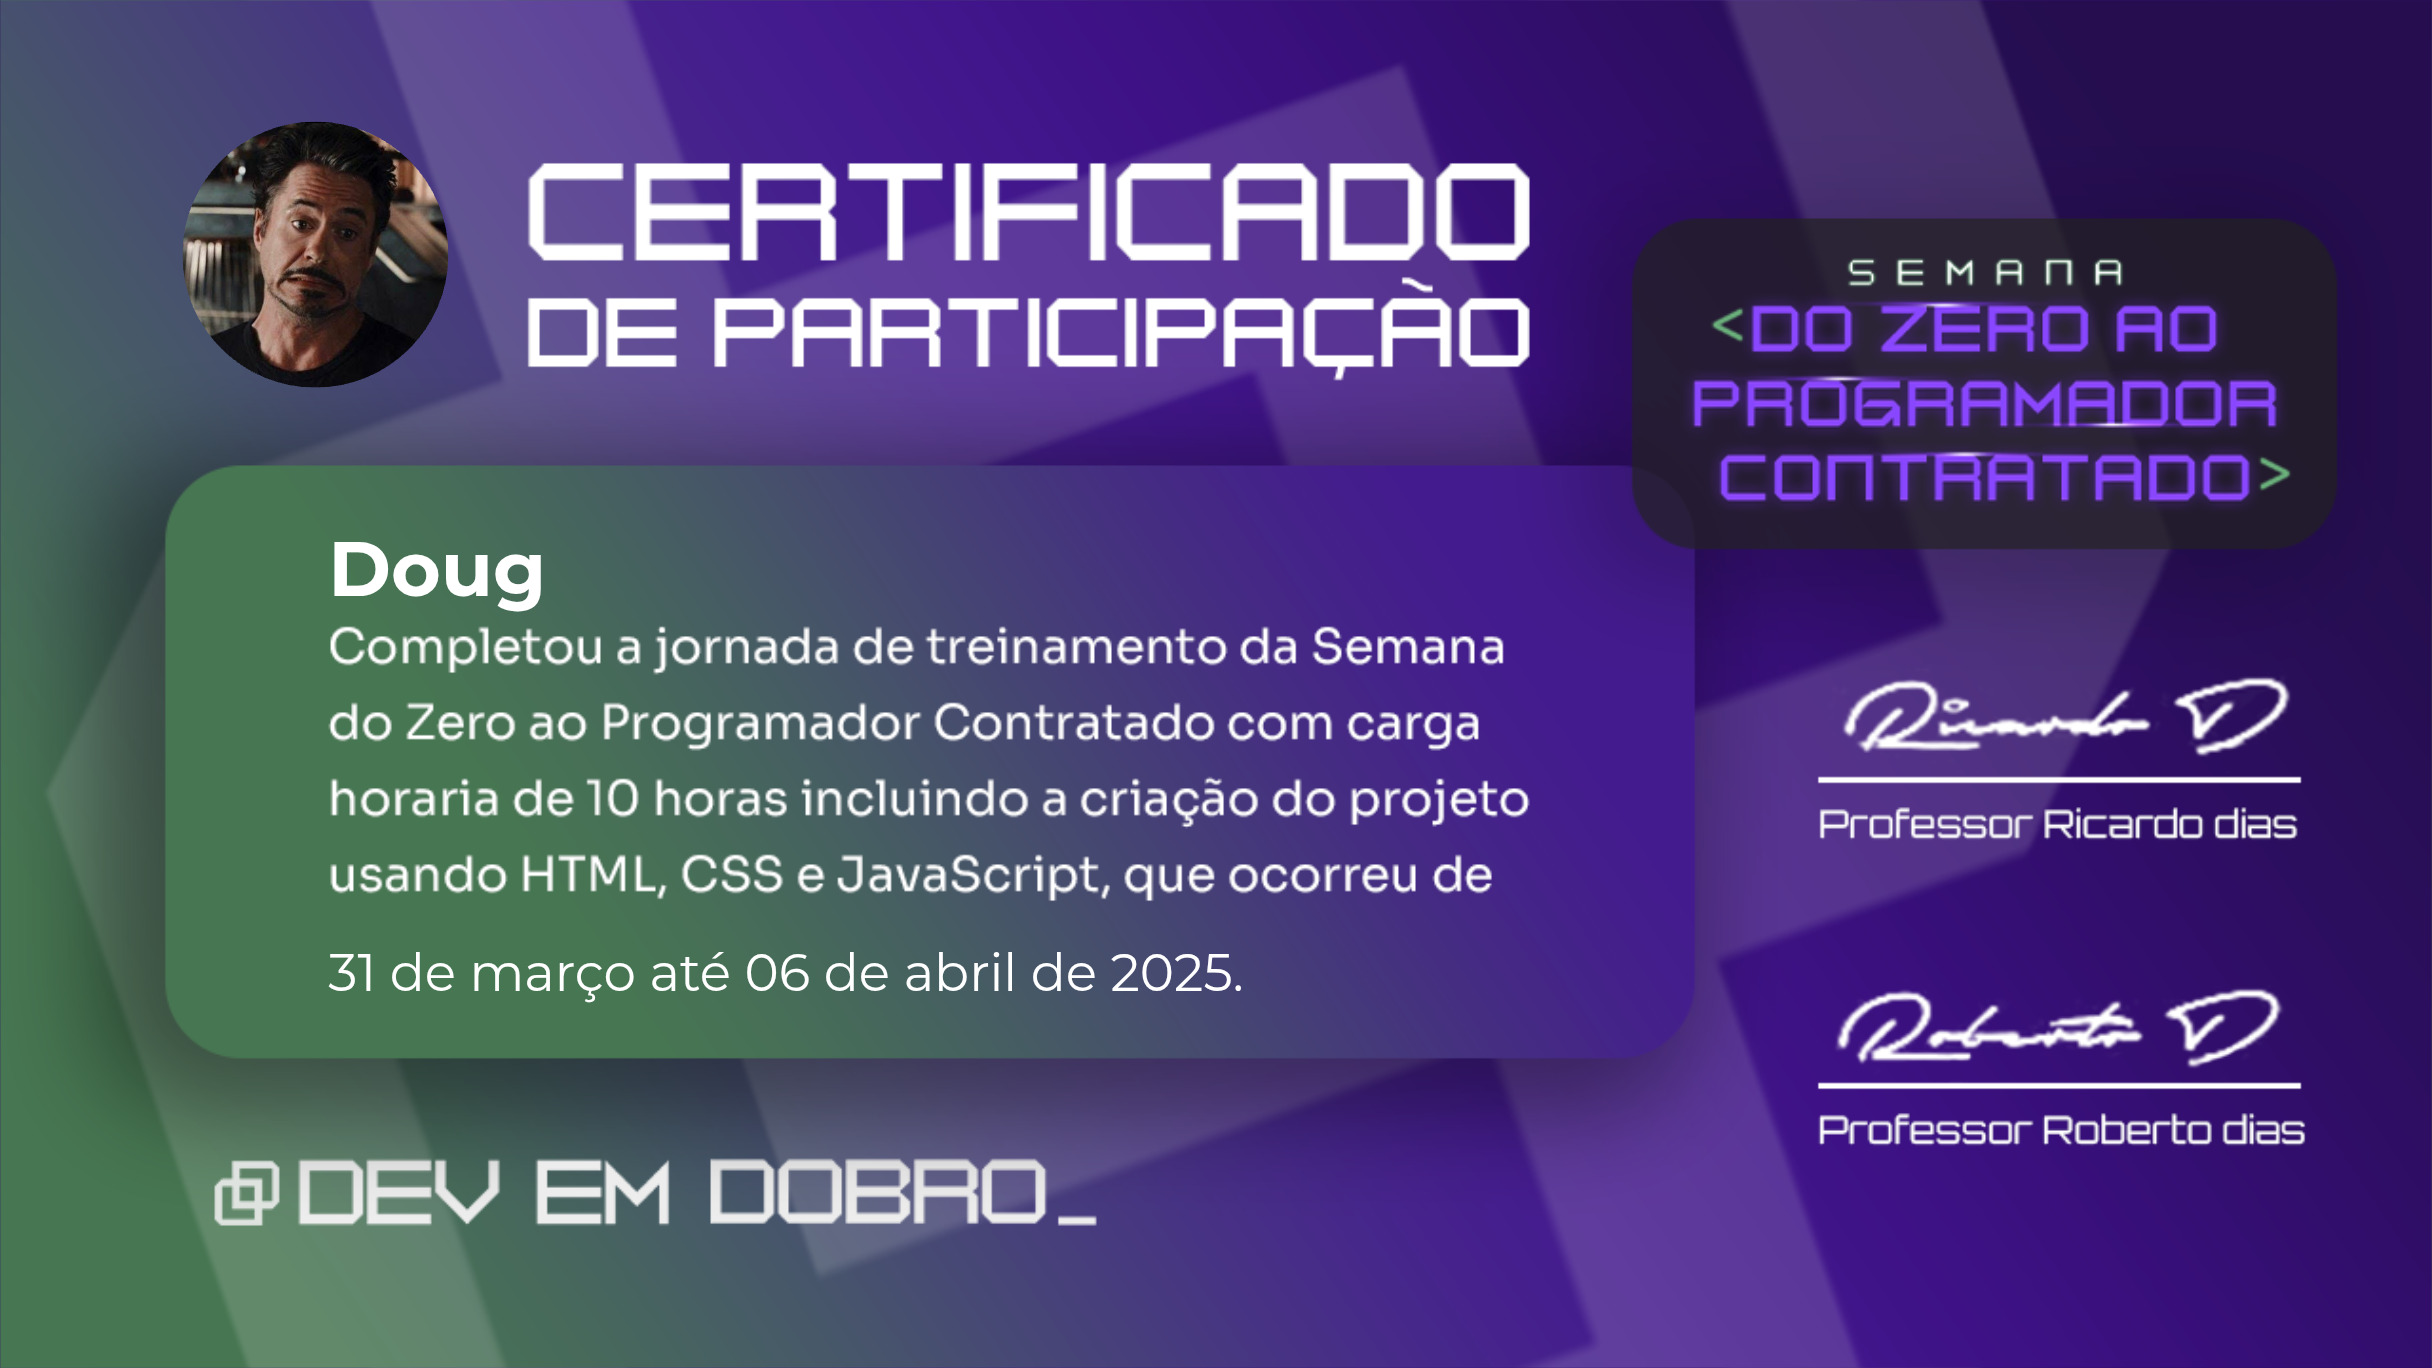 CERTIFICADO
DE PARTICIPAÇÃO
SEMANA
<DO ZERO AO
PROGRAMADOR
CONTRATADO>
Doug
Completou a jornada de treinamento da Semana
do Zero ao Programador Contratado com carga
horaria de 10 horas incluindo a criação do projeto
usando HTML, CSS e JavaScript, que ocorreu de
31 de março até 06 de abril de 2025.
Ricardo D
Professor Ricardo dias
Roberto D
Professor Roberto dias
DEV EM DOBRO_